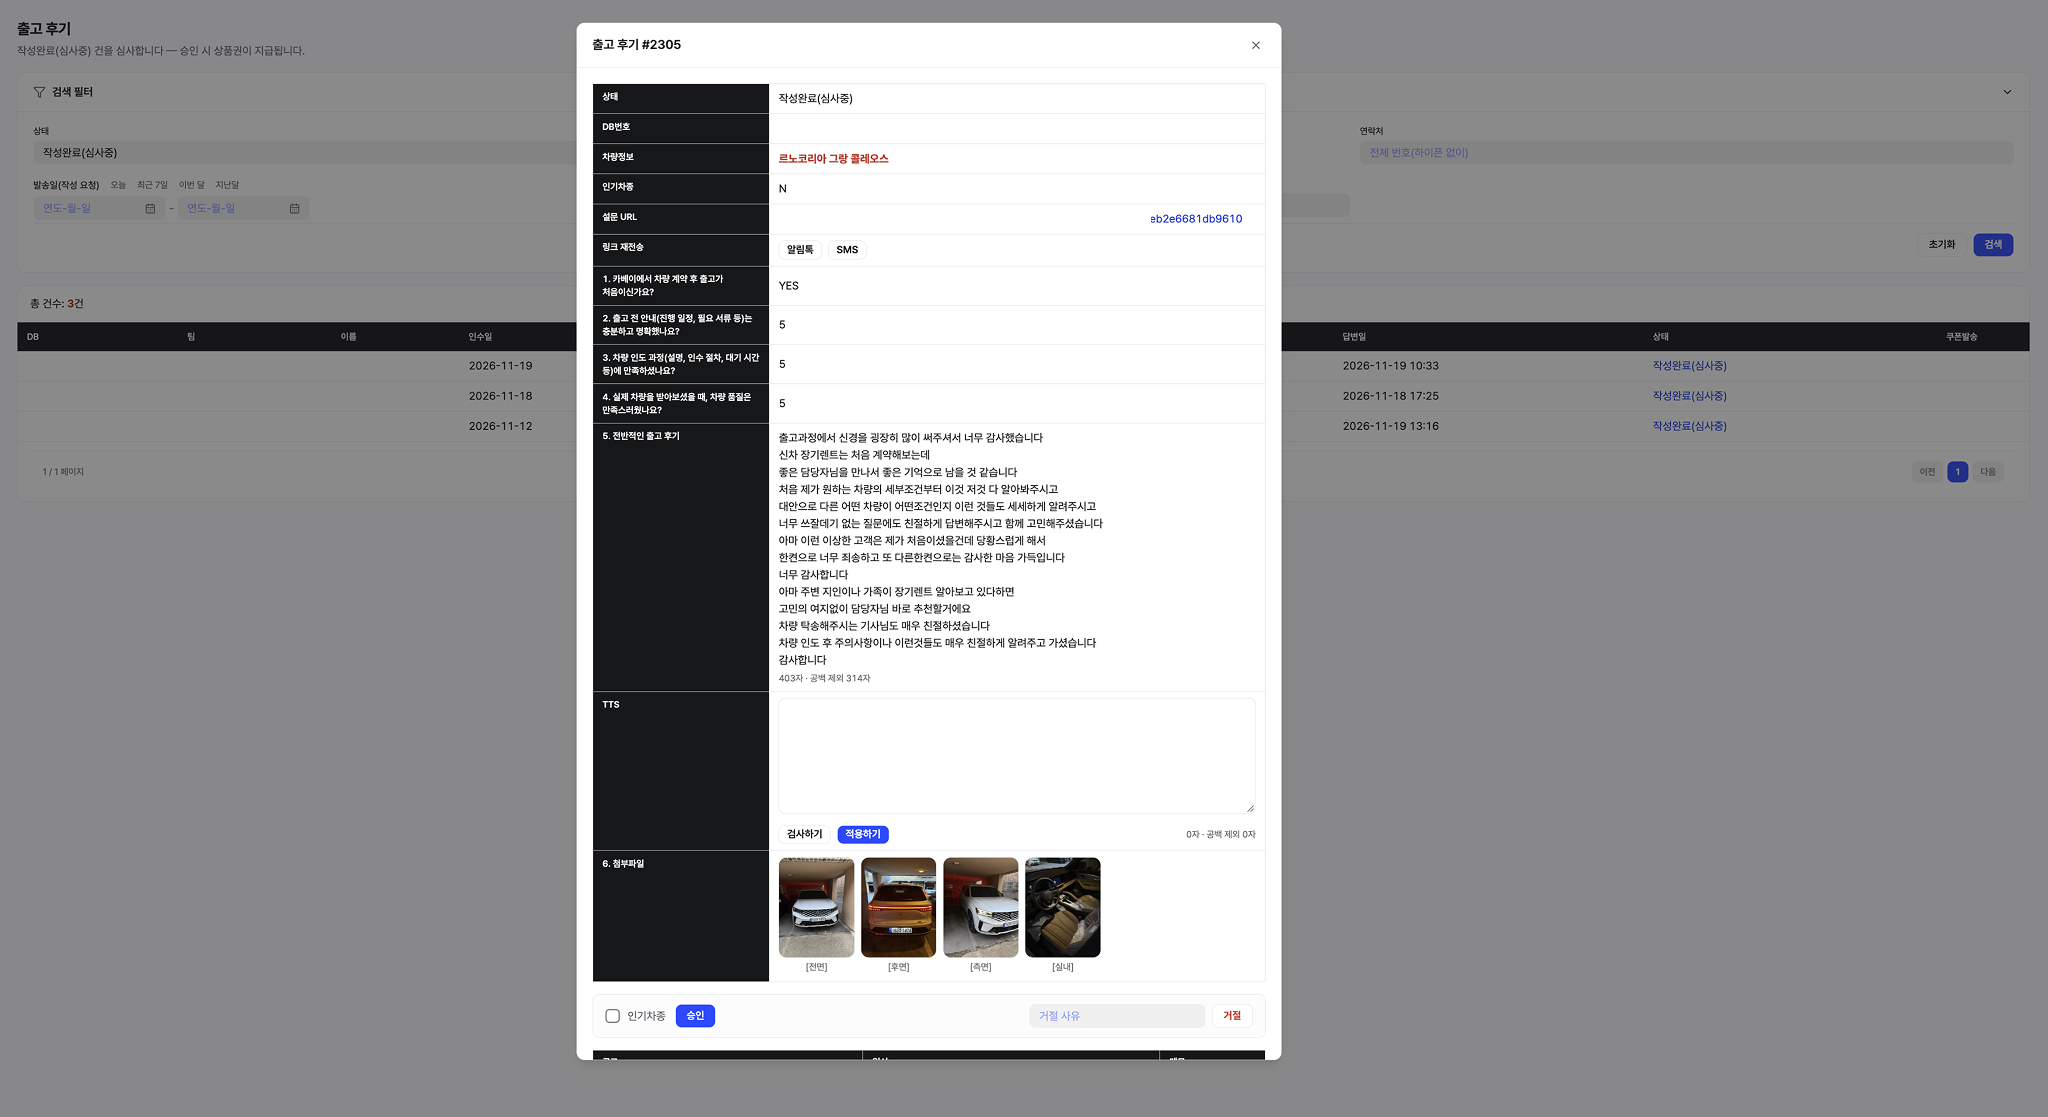 출고 후기
작성완료(심사중) 건을 심사합니다 — 승인 시 상품권이 지급됩니다.
검색 필터
상태
작성완료(심사중)
연락처
전체 번호(하이픈 없이)
발송일(작성 요청) 오늘 최근 7일 이번 달 지난달
연도-월-일 - 연도-월-일
초기화 검색
총 건수: 3건
DB 팀 이름 인수일 답변일 상태 쿠폰발송
2026-11-19 2026-11-19 10:33 작성완료(심사중)
2026-11-18 2026-11-18 17:25 작성완료(심사중)
2026-11-12 2026-11-19 13:16 작성완료(심사중)
1 / 1 페이지 이전 1 다음
출고 후기 #2305
상태 작성완료(심사중)
DB번호
차량정보 르노코리아 그랑 콜레오스
인기차종 N
설문 URL eb2e6681db9610
링크 재전송 알림톡 SMS
1. 카베이에서 차량 계약 후 출고가
처음이신가요?
YES
2. 출고 전 안내(진행 일정, 필요 서류 등)는
충분하고 명확했나요?
5
3. 차량 인도 과정(설명, 인수 절차, 대기 시간
등)에 만족하셨나요?
5
4. 실제 차량을 받아보셨을 때, 차량 품질은
만족스러웠나요?
5
5. 전반적인 출고 후기
출고과정에서 신경을 굉장히 많이 써주셔서 너무 감사했습니다
신차 장기렌트는 처음 계약해보는데
좋은 담당자님을 만나서 좋은 기억으로 남을 것 같습니다
처음 제가 원하는 차량의 세부조건부터 이것 저것 다 알아봐주시고
대안으로 다른 어떤 차량이 어떤조건인지 이런 것들도 세세하게 알려주시고
너무 쓰잘데기 없는 질문에도 친절하게 답변해주시고 함께 고민해주셨습니다
아마 이런 이상한 고객은 제가 처음이셨을건데 당황스럽게 해서
한켠으로 너무 죄송하고 또 다른한켠으로는 감사한 마음 가득입니다
너무 감사합니다
아마 주변 지인이나 가족이 장기렌트 알아보고 있다하면
고민의 여지없이 담당자님 바로 추천할거에요
차량 탁송해주시는 기사님도 매우 친절하셨습니다
차량 인도 후 주의사항이나 이런것들도 매우 친절하게 알려주고 가셨습니다
감사합니다
403자 · 공백 제외 314자
TTS
검사하기 적용하기 0자 · 공백 제외 0자
6. 첨부파일
[전면] [후면] [측면] [실내]
인기차종 승인 거절 사유 거절